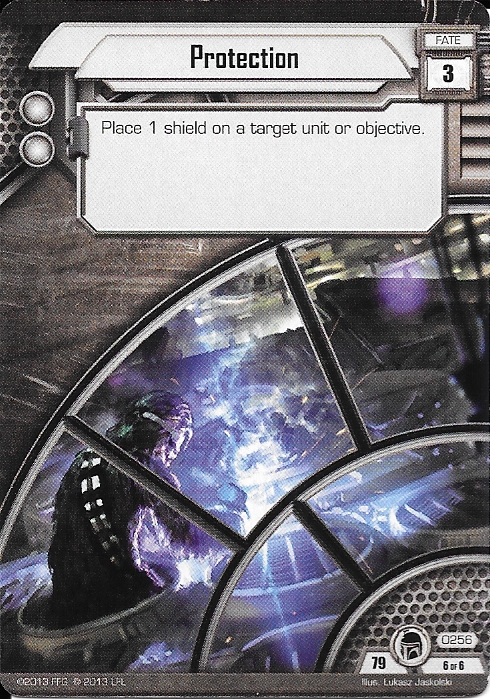 Protection
FATE
3
Place 1 shield on a target unit or objective.
0256
79
6 OF 6
©2013 FFG © 2013 LFL
Illus. Lukasz Jaskolski